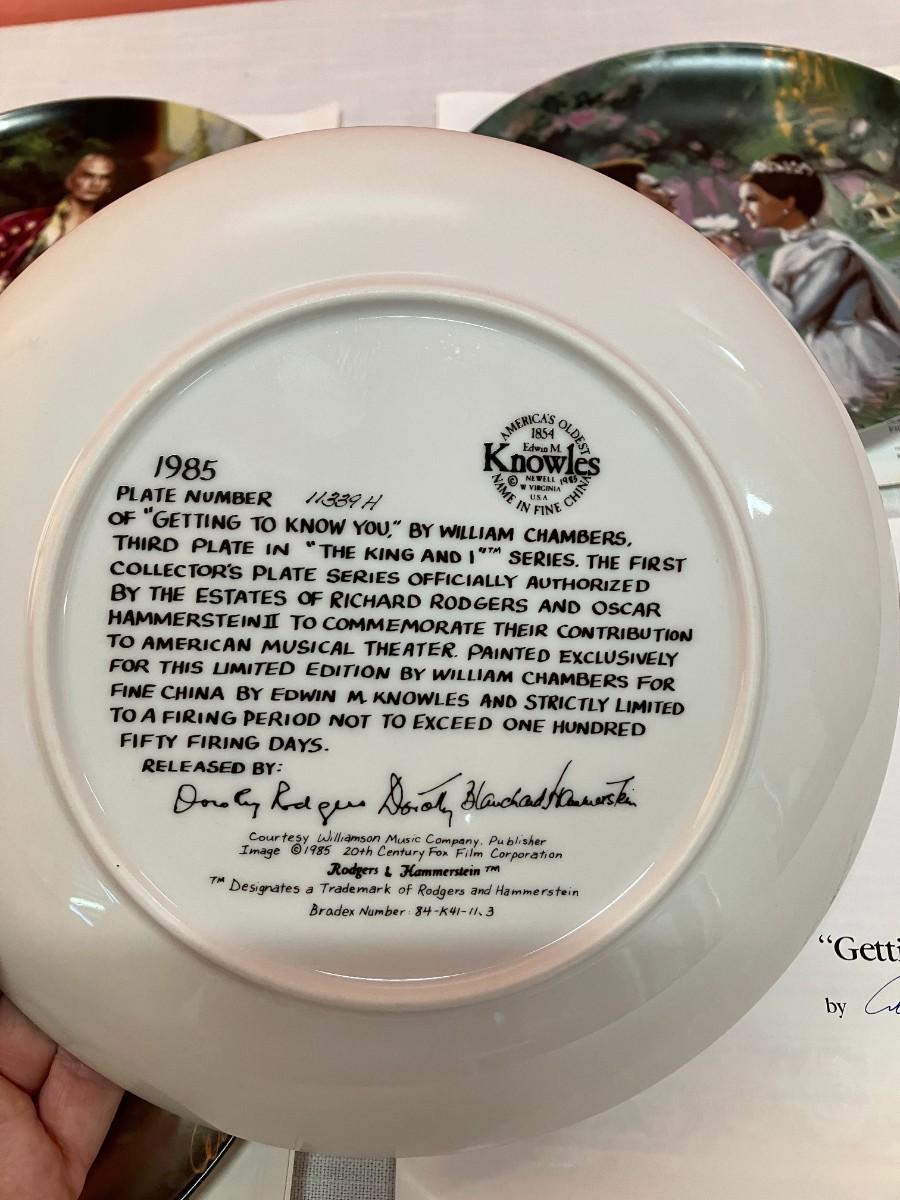 AMERICA'S OLDEST
1854
Edwin M.
Knowles
© NEWELL 1985
W VIRGINIA
U.S.A.
NAME IN FINE CHINA
1985
PLATE NUMBER 11339 H
OF "GETTING TO KNOW YOU," BY WILLIAM CHAMBERS,
THIRD PLATE IN "THE KING AND I"™ SERIES. THE FIRST
COLLECTOR'S PLATE SERIES OFFICIALLY AUTHORIZED
BY THE ESTATES OF RICHARD RODGERS AND OSCAR
HAMMERSTEIN II TO COMMEMORATE THEIR CONTRIBUTION
TO AMERICAN MUSICAL THEATER. PAINTED EXCLUSIVELY
FOR THIS LIMITED EDITION BY WILLIAM CHAMBERS FOR
FINE CHINA BY EDWIN M. KNOWLES AND STRICTLY LIMITED
TO A FIRING PERIOD NOT TO EXCEED ONE HUNDRED
FIFTY FIRING DAYS.
RELEASED BY:
Dorothy Rodgers Dorothy Blanchard Hammerstein
Courtesy Williamson Music Company, Publisher
Image ©1985 20th Century Fox Film Corporation
Rodgers & Hammerstein ™
™ Designates a Trademark of Rodgers and Hammerstein
Bradex Number: 84-K41-11.3
"Getti
by